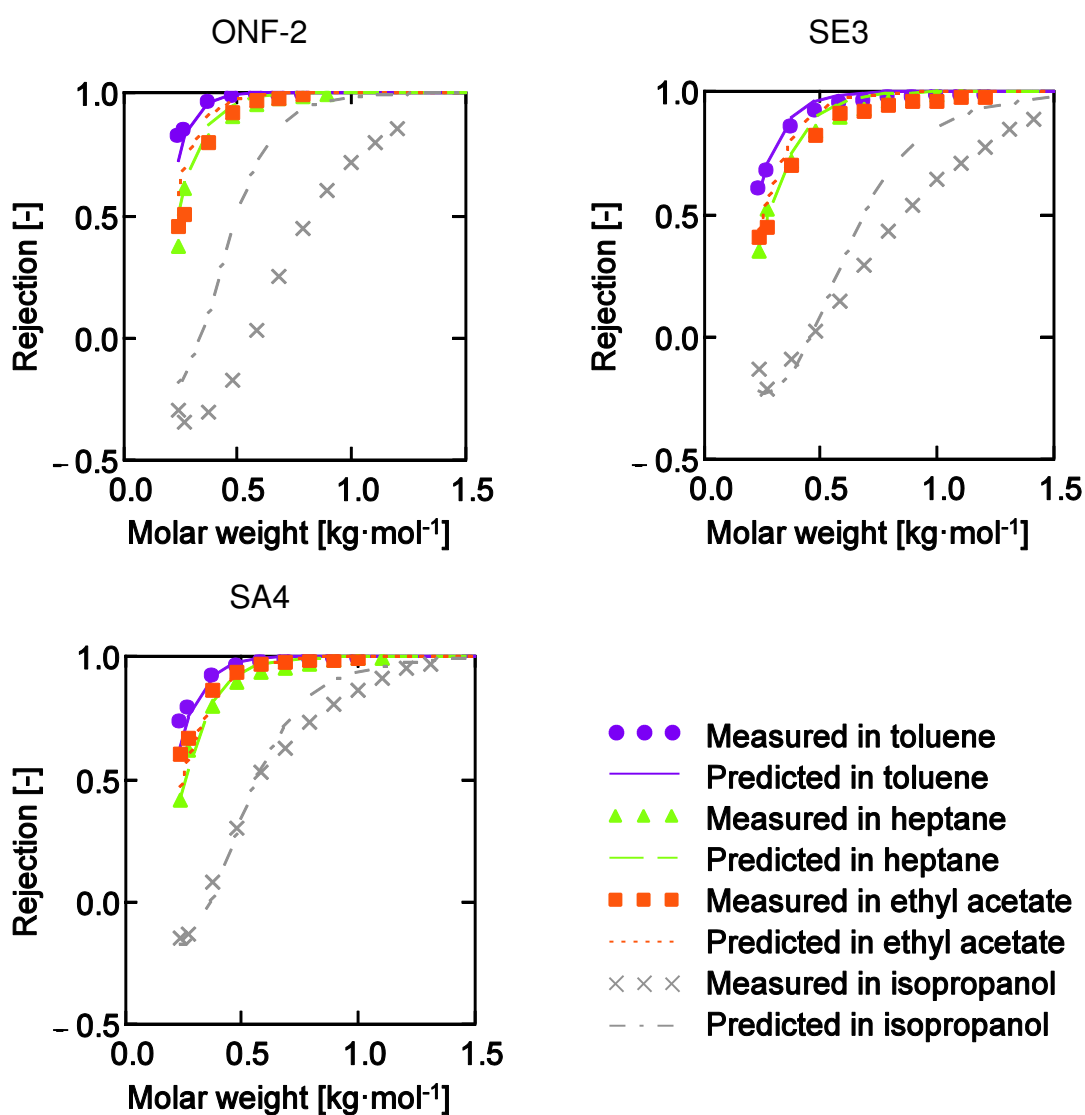 ONF-2
1.0
0.5
0.0
– 0.5
0.0 0.5 1.0 1.5
Rejection [-]
Molar weight [kg·mol⁻¹]
SE3
1.0
0.5
0.0
– 0.5
0.0 0.5 1.0 1.5
Rejection [-]
Molar weight [kg·mol⁻¹]
SA4
1.0
0.5
0.0
– 0.5
0.0 0.5 1.0 1.5
Rejection [-]
Molar weight [kg·mol⁻¹]
Measured in toluene
Predicted in toluene
Measured in heptane
Predicted in heptane
Measured in ethyl acetate
Predicted in ethyl acetate
Measured in isopropanol
Predicted in isopropanol